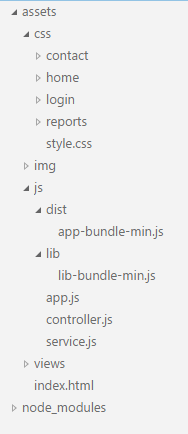 assets
css
contact
home
login
reports
style.css
img
js
dist
app-bundle-min.js
lib
lib-bundle-min.js
app.js
controller.js
service.js
views
index.html
node_modules